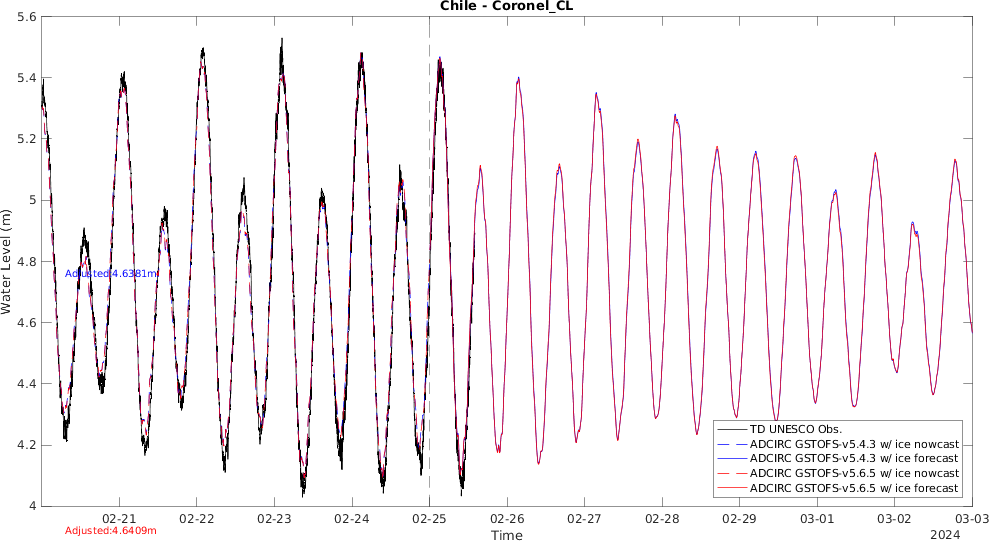 Chile - Coronel_CL
5.6
5.4
5.2
5
4.8
4.6
4.4
4.2
4
Water Level (m)
Adjusted:4.6381m
Adjusted:4.6409m
TD UNESCO Obs.
ADCIRC GSTOFS-v5.4.3 w/ ice nowcast
ADCIRC GSTOFS-v5.4.3 w/ ice forecast
ADCIRC GSTOFS-v5.6.5 w/ ice nowcast
ADCIRC GSTOFS-v5.6.5 w/ ice forecast
02-21 02-22 02-23 02-24 02-25 02-26 02-27 02-28 02-29 03-01 03-02 03-03
Time
2024